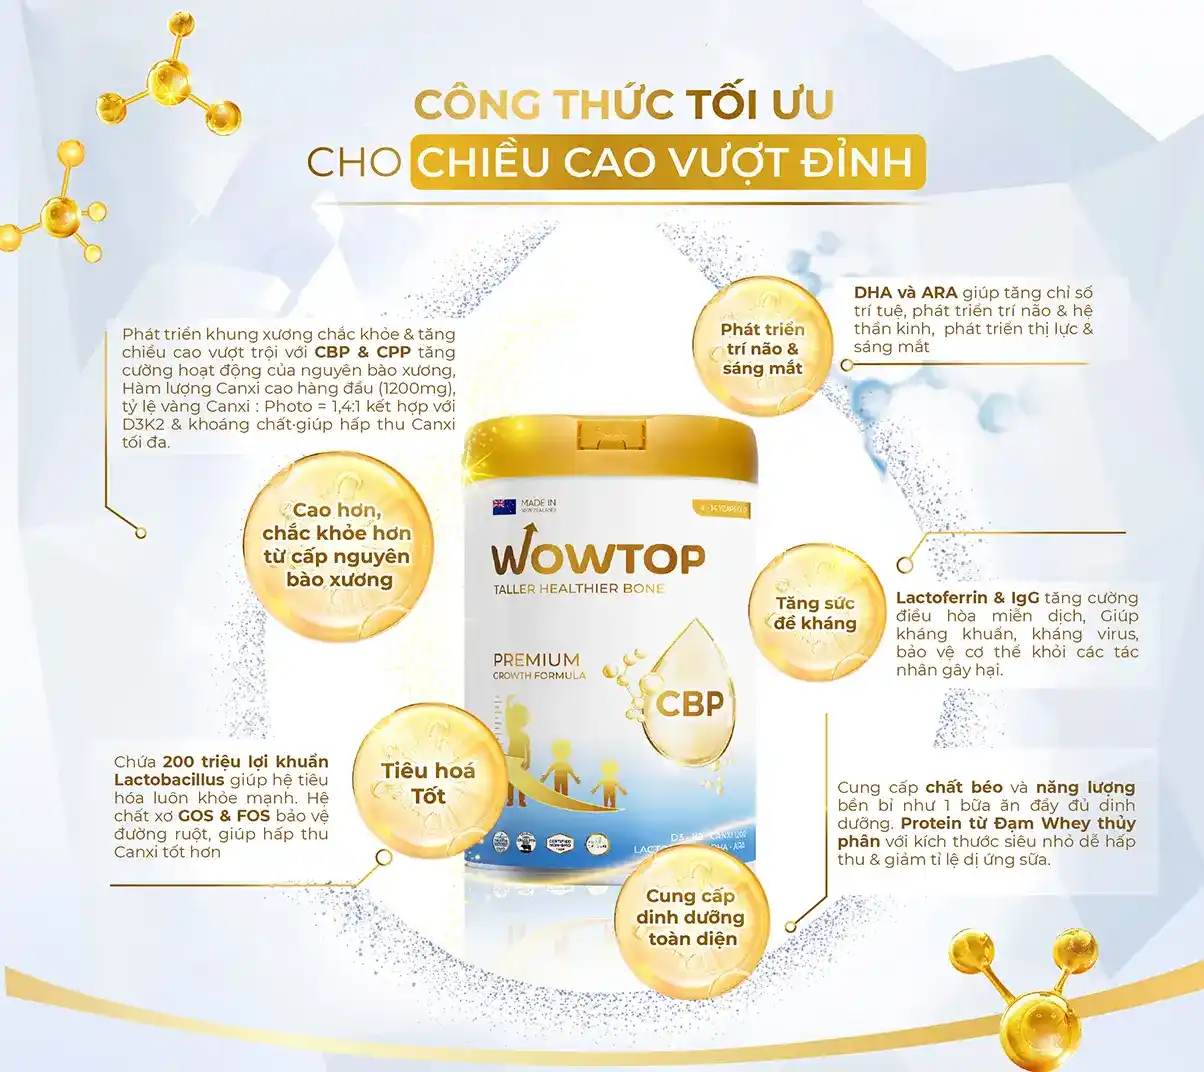 CÔNG THỨC TỐI ƯU
CHO CHIỀU CAO VƯỢT ĐỈNH
Phát triển khung xương chắc khỏe & tăng
chiều cao vượt trội với CBP & CPP tăng
cường hoạt động của nguyên bào xương,
Hàm lượng Canxi cao hàng đầu (1200mg),
tỷ lệ vàng Canxi : Photo = 1,4:1 kết hợp với
D3K2 & khoáng chất·giúp hấp thu Canxi
tối đa.
Cao hơn,
chắc khỏe hơn
từ cấp nguyên
bào xương
Phát triển
trí não &
sáng mắt
DHA và ARA giúp tăng chỉ số
trí tuệ, phát triển trí não & hệ
thần kinh, phát triển thị lực &
sáng mắt
MADE IN
NEW ZEALAND
4 - 14 YEARS OLD
WOWTOP
TALLER HEALTHIER BONE
PREMIUM
GROWTH FORMULA
CBP
CERTIFIED
NON-GMO
D3 - K2 - CANXI 1200
DHA - ARA
Tăng sức
đề kháng
Lactoferrin & IgG tăng cường
điều hòa miễn dịch, Giúp
kháng khuẩn, kháng virus,
bảo vệ cơ thể khỏi các tác
nhân gây hại.
Chứa 200 triệu lợi khuẩn
Lactobacillus giúp hệ tiêu
hóa luôn khỏe mạnh. Hệ
chất xơ GOS & FOS bảo vệ
đường ruột, giúp hấp thu
Canxi tốt hơn
Tiêu hoá
Tốt
Cung cấp
dinh dưỡng
toàn diện
Cung cấp chất béo và năng lượng
bền bỉ như 1 bữa ăn đầy đủ dinh
dưỡng. Protein từ Đạm Whey thủy
phân với kích thước siêu nhỏ dễ hấp
thu & giảm tỉ lệ dị ứng sữa.